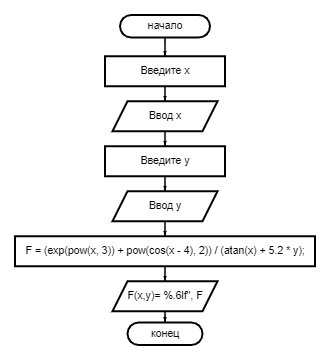 начало
Введите x
Ввод x
Введите y
Ввод y
F = (exp(pow(x, 3)) + pow(cos(x - 4), 2)) / (atan(x) + 5.2 * y);
F(x,y)= %.6lf", F
конец